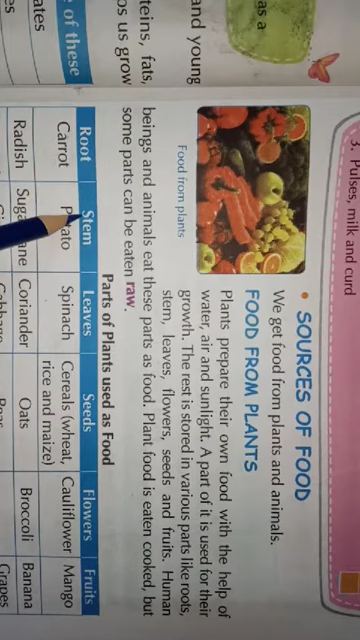 3. Pulses, milk and curd
• SOURCES OF FOOD
We get food from plants and animals.
FOOD FROM PLANTS
Plants prepare their own food with the help of
water, air and sunlight. A part of it is used for their
growth. The rest is stored in various parts like roots,
stem, leaves, flowers, seeds and fruits. Human
beings and animals eat these parts as food. Plant food is eaten cooked, but
some parts can be eaten raw.
Food from plants
Parts of Plants used as Food
Root Stem Leaves Seeds Flowers Fruits
Carrot Spinach Cereals (wheat, Cauliflower Mango
rice and maize)
Radish Coriander Oats Broccoli Banana
Grapes
as a
and young
teins, fats,
us grow
of these